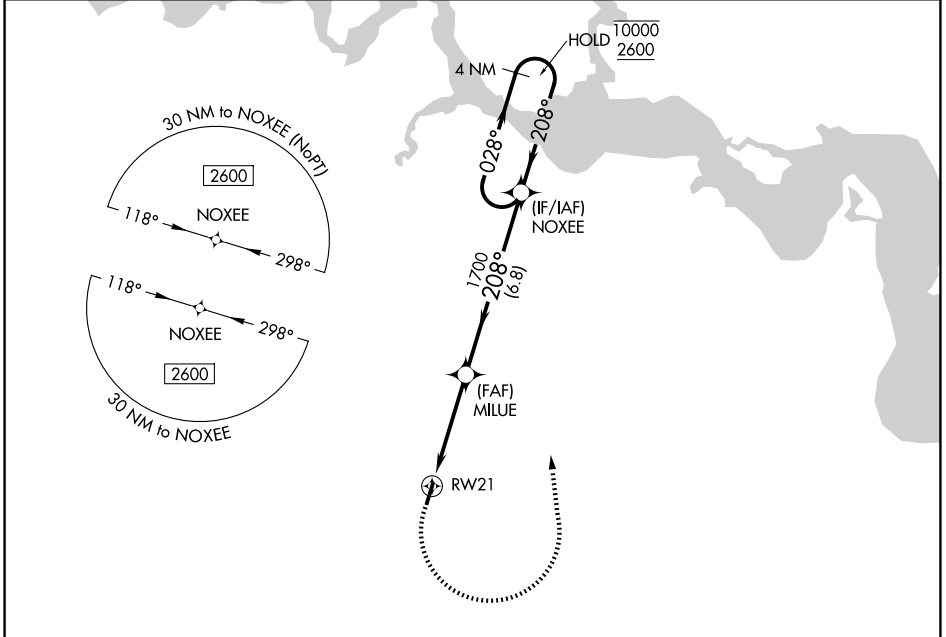 HOLD
10000
2600
4 NM
208°
028°
(IF/IAF)
NOXEE
1700
208°
(6.8)
(FAF)
MILUE
RW21
30 NM to NOXEE (NoPT)
2600
NOXEE
118°
298°
118°
298°
NOXEE
2600
30 NM to NOXEE